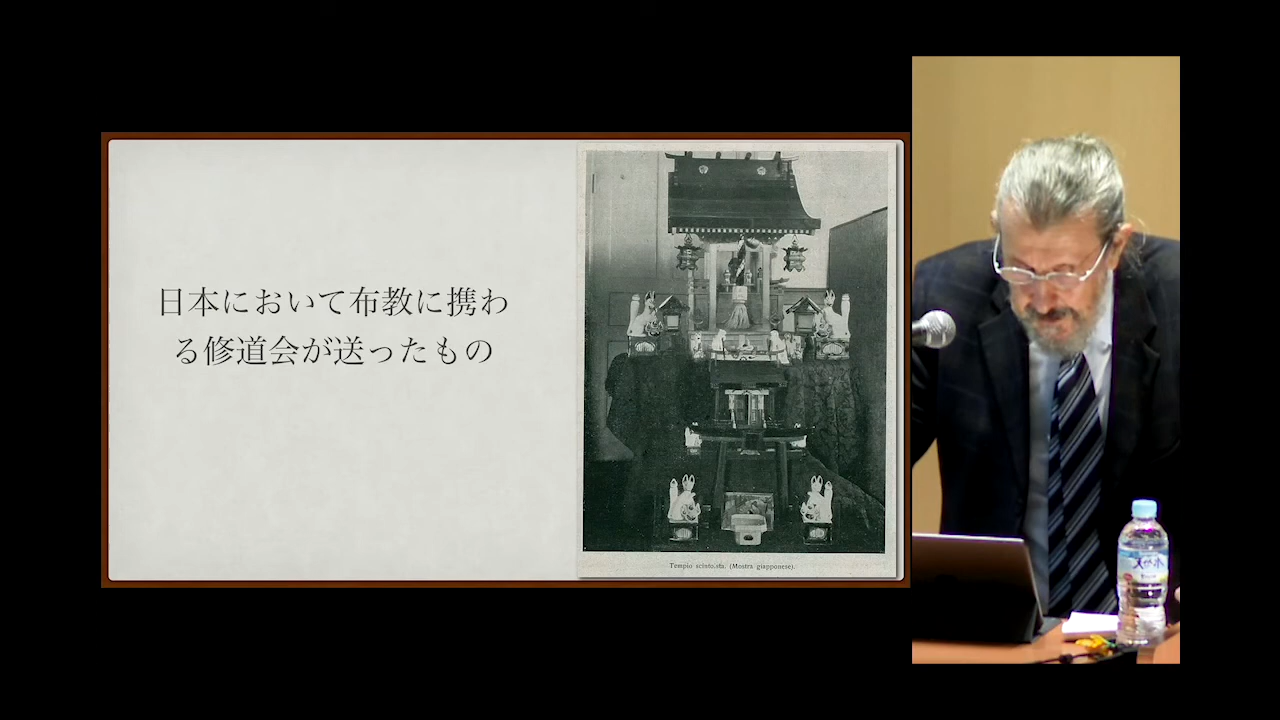 日本において布教に携わ
る修道会が送ったもの
Tempio scintoista. (Mostra giapponese).